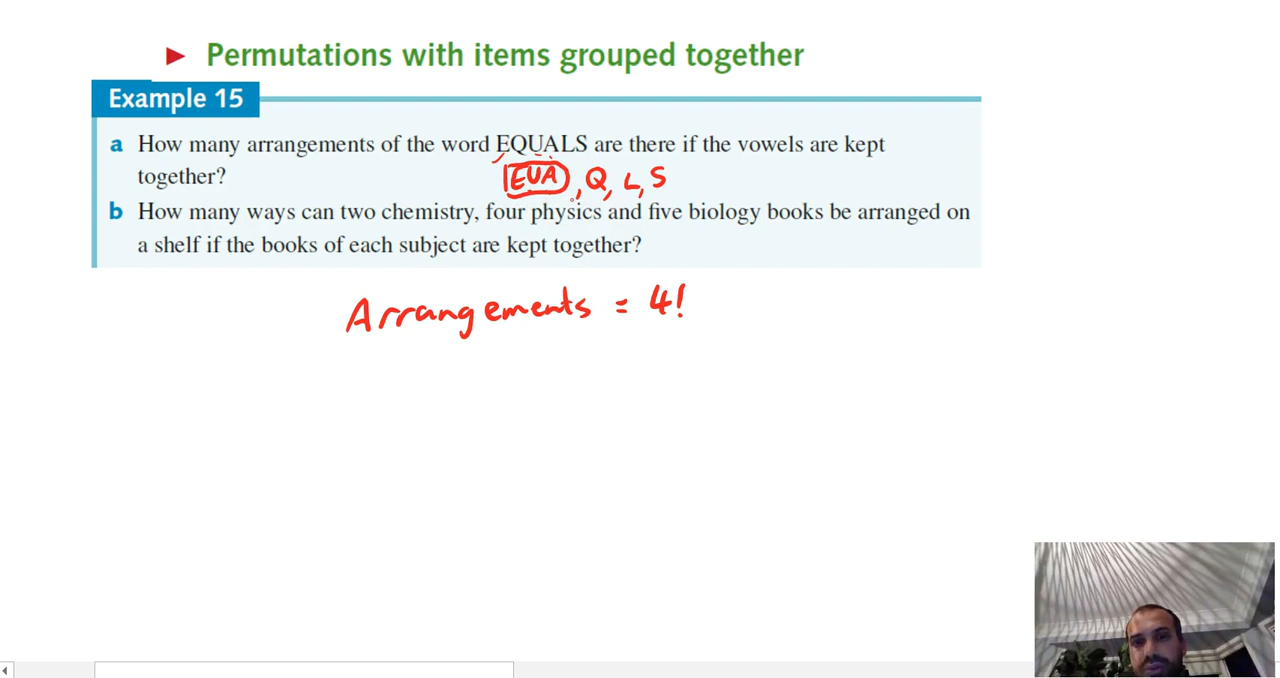 ► Permutations with items grouped together
Example 15
a How many arrangements of the word EQUALS are there if the vowels are kept
together?
EUA, Q, L, S
b How many ways can two chemistry, four physics and five biology books be arranged on
a shelf if the books of each subject are kept together?
Arrangements = 4!